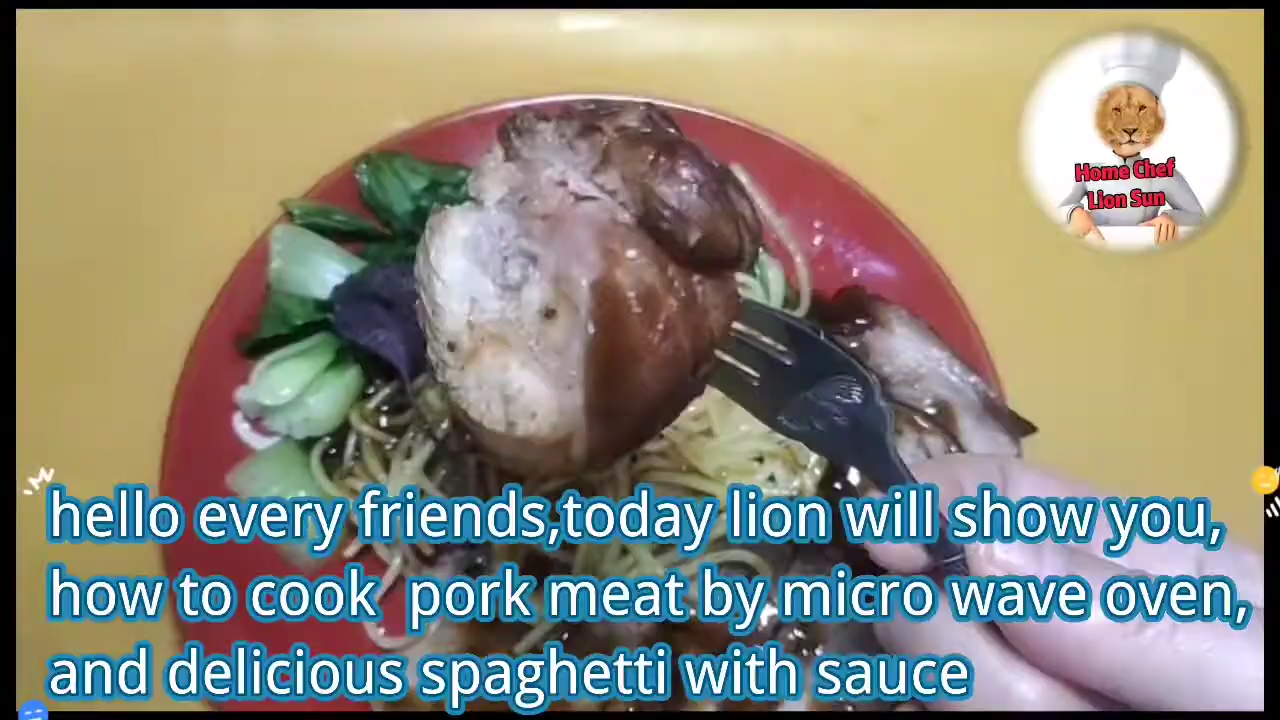 Home Chef
Lion Sun
hello every friends,today lion will show you,
how to cook  pork meat by micro wave oven,
and delicious spaghetti with sauce